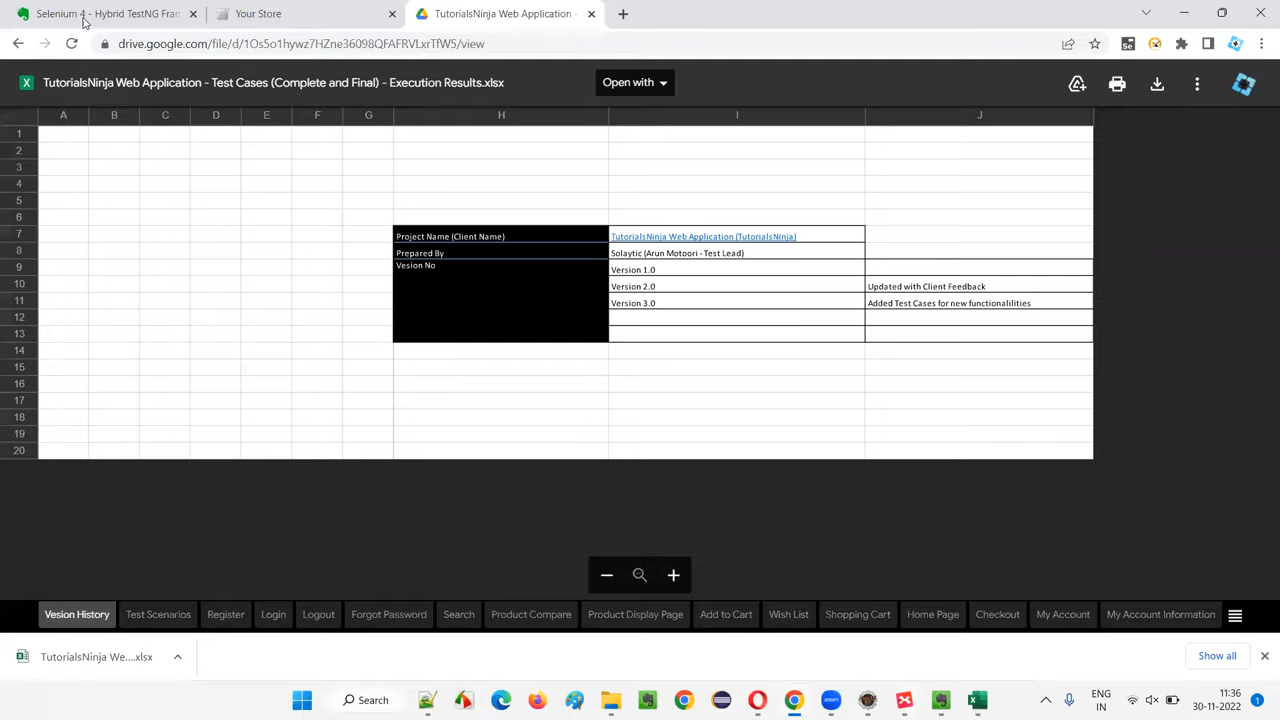 Selenium 4 - Hybrid TestNG Fram
Your Store
TutorialsNinja Web Application -
drive.google.com/file/d/1Os5o1hywz7HZne36098QFAFRVLxrTfW5/view
TutorialsNinja Web Application - Test Cases (Complete and Final) - Execution Results.xlsx
Open with
A B C D E F G H I J
1
2
3
4
5
6
7 Project Name (Client Name) TutorialsNinja Web Application (TutorialsNinja)
8 Prepared By Solaytic (Arun Motoori - Test Lead)
9 Vesion No Version 1.0
10 Version 2.0 Updated with Client Feedback
11 Version 3.0 Added Test Cases for new functionalilities
12
13
14
15
16
17
18
19
20
Vesion History Test Scenarios Register Login Logout Forgot Password Search Product Compare Product Display Page Add to Cart Wish List Shopping Cart Home Page Checkout My Account My Account Information
TutorialsNinja We....xlsx
Show all
Search
ENG
IN
11:36
30-11-2022
1